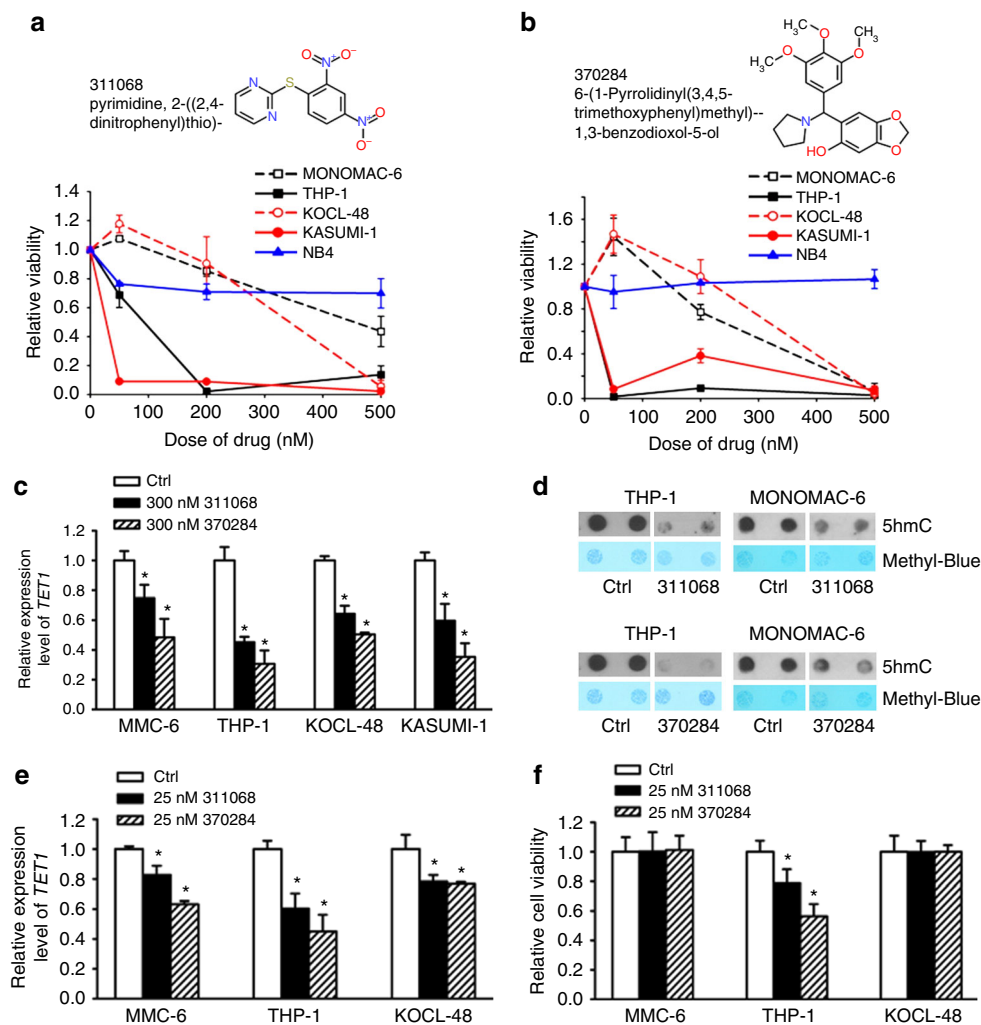 a
311068
pyrimidine, 2-((2,4-
dinitrophenyl)thio)-
N
N
S
O
N+
O−
N+
O
O−
MONOMAC-6
THP-1
KOCL-48
KASUMI-1
NB4
Relative viability
1.4
1.2
1.0
0.8
0.6
0.4
0.2
0.0
0 100 200 300 400 500
Dose of drug (nM)
b
370284
6-(1-Pyrrolidinyl(3,4,5-
trimethoxyphenyl)methyl)--
1,3-benzodioxol-5-ol
H3C
O
CH3
O
O
H3C
N
HO
O
O
MONOMAC-6
THP-1
KOCL-48
KASUMI-1
NB4
Relative viability
1.6
1.2
0.8
0.4
0.0
0 100 200 300 400 500
Dose of drug (nM)
c
Ctrl
300 nM 311068
300 nM 370284
Relative expression
level of TET1
1.2
1.0
0.8
0.6
0.4
0.2
0.0
* * * * * * * *
MMC-6 THP-1 KOCL-48 KASUMI-1
d
THP-1 MONOMAC-6
5hmC
Methyl-Blue
Ctrl 311068 Ctrl 311068
THP-1 MONOMAC-6
5hmC
Methyl-Blue
Ctrl 370284 Ctrl 370284
e
Ctrl
25 nM 311068
25 nM 370284
Relative expression
level of TET1
1.2
1.0
0.8
0.6
0.4
0.2
0.0
* * * * * *
MMC-6 THP-1 KOCL-48
f
Ctrl
25 nM 311068
25 nM 370284
Relative cell viability
1.2
1.0
0.8
0.6
0.4
0.2
0.0
* *
MMC-6 THP-1 KOCL-48